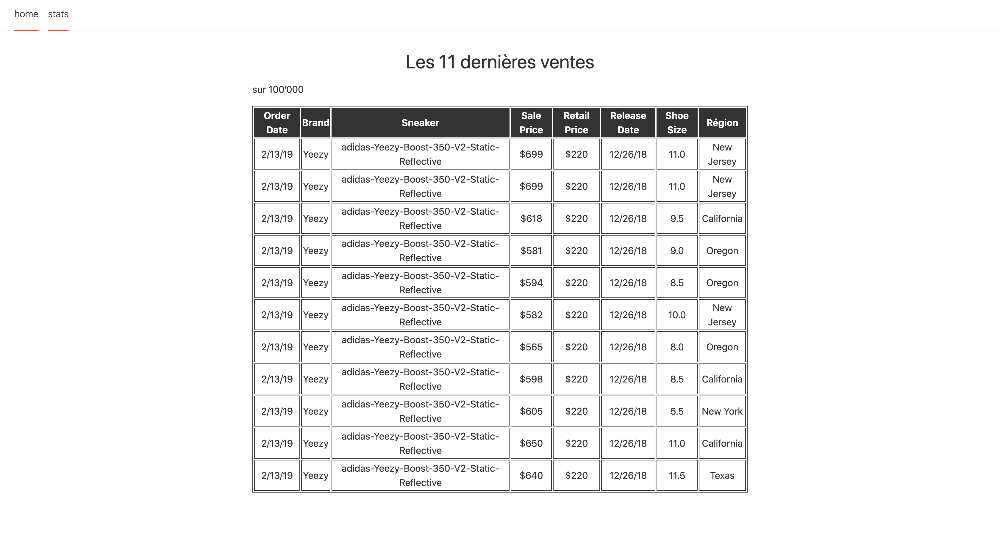 home stats
Les 11 dernières ventes
sur 100'000
Order Date Brand Sneaker Sale Price Retail Price Release Date Shoe Size Région
2/13/19 Yeezy adidas-Yeezy-Boost-350-V2-Static-Reflective $699 $220 12/26/18 11.0 New Jersey
2/13/19 Yeezy adidas-Yeezy-Boost-350-V2-Static-Reflective $699 $220 12/26/18 11.0 New Jersey
2/13/19 Yeezy adidas-Yeezy-Boost-350-V2-Static-Reflective $618 $220 12/26/18 9.5 California
2/13/19 Yeezy adidas-Yeezy-Boost-350-V2-Static-Reflective $581 $220 12/26/18 9.0 Oregon
2/13/19 Yeezy adidas-Yeezy-Boost-350-V2-Static-Reflective $594 $220 12/26/18 8.5 Oregon
2/13/19 Yeezy adidas-Yeezy-Boost-350-V2-Static-Reflective $582 $220 12/26/18 10.0 New Jersey
2/13/19 Yeezy adidas-Yeezy-Boost-350-V2-Static-Reflective $565 $220 12/26/18 8.0 Oregon
2/13/19 Yeezy adidas-Yeezy-Boost-350-V2-Static-Reflective $598 $220 12/26/18 8.5 California
2/13/19 Yeezy adidas-Yeezy-Boost-350-V2-Static-Reflective $605 $220 12/26/18 5.5 New York
2/13/19 Yeezy adidas-Yeezy-Boost-350-V2-Static-Reflective $650 $220 12/26/18 11.0 California
2/13/19 Yeezy adidas-Yeezy-Boost-350-V2-Static-Reflective $640 $220 12/26/18 11.5 Texas